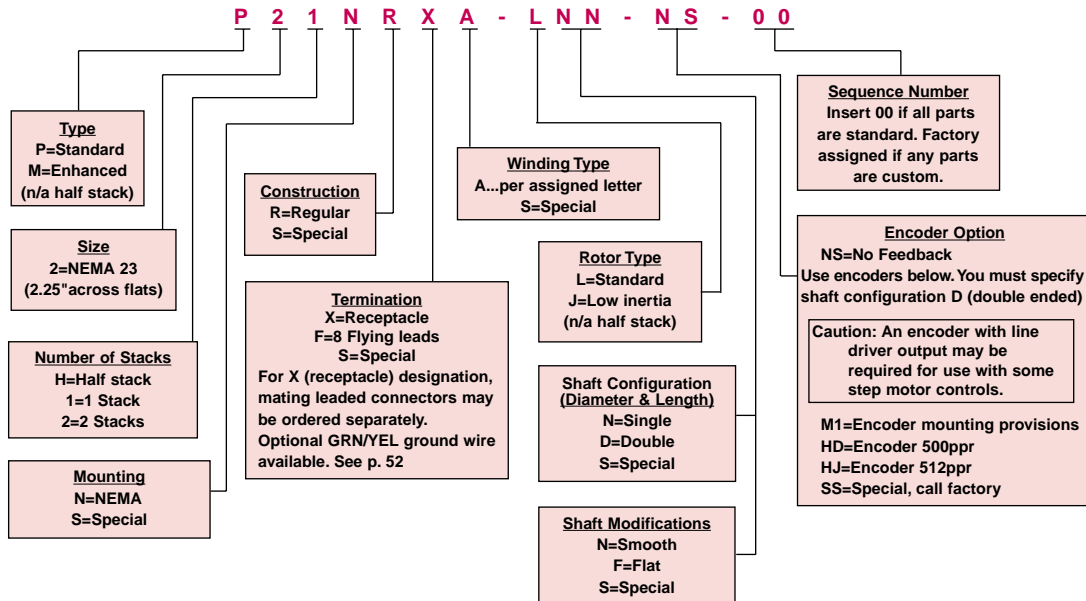 P 2 1 N R X A - L N N - N S - 0 0
Type
P=Standard
M=Enhanced
(n/a half stack)
Size
2=NEMA 23
(2.25"across flats)
Number of Stacks
H=Half stack
1=1 Stack
2=2 Stacks
Mounting
N=NEMA
S=Special
Construction
R=Regular
S=Special
Termination
X=Receptacle
F=8 Flying leads
S=Special
For X (receptacle) designation,
mating leaded connectors may
be ordered separately.
Optional GRN/YEL ground wire
available. See p. 52
Winding Type
A...per assigned letter
S=Special
Rotor Type
L=Standard
J=Low inertia
(n/a half stack)
Shaft Configuration
(Diameter & Length)
N=Single
D=Double
S=Special
Shaft Modifications
N=Smooth
F=Flat
S=Special
Sequence Number
Insert 00 if all parts
are standard. Factory
assigned if any parts
are custom.
Encoder Option
NS=No Feedback
Use encoders below. You must specify
shaft configuration D (double ended)
Caution: An encoder with line
driver output may be
required for use with some
step motor controls.
M1=Encoder mounting provisions
HD=Encoder 500ppr
HJ=Encoder 512ppr
SS=Special, call factory